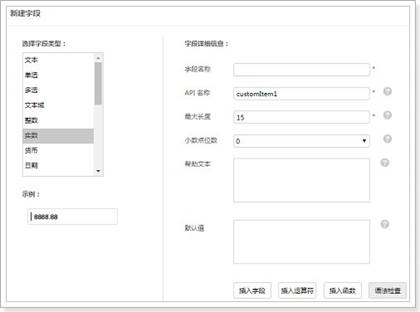 新建字段
选择字段类型：
文本
单选
多选
文本域
整数
实数
货币
日期
示例：
8888.88
字段详细信息：
字段名称 *
API 名称 customItem1 * ?
最大长度 15 * ?
小数点位数 0 ?
帮助文本 ?
默认值 ?
插入字段 插入运算符 插入函数 语法检查